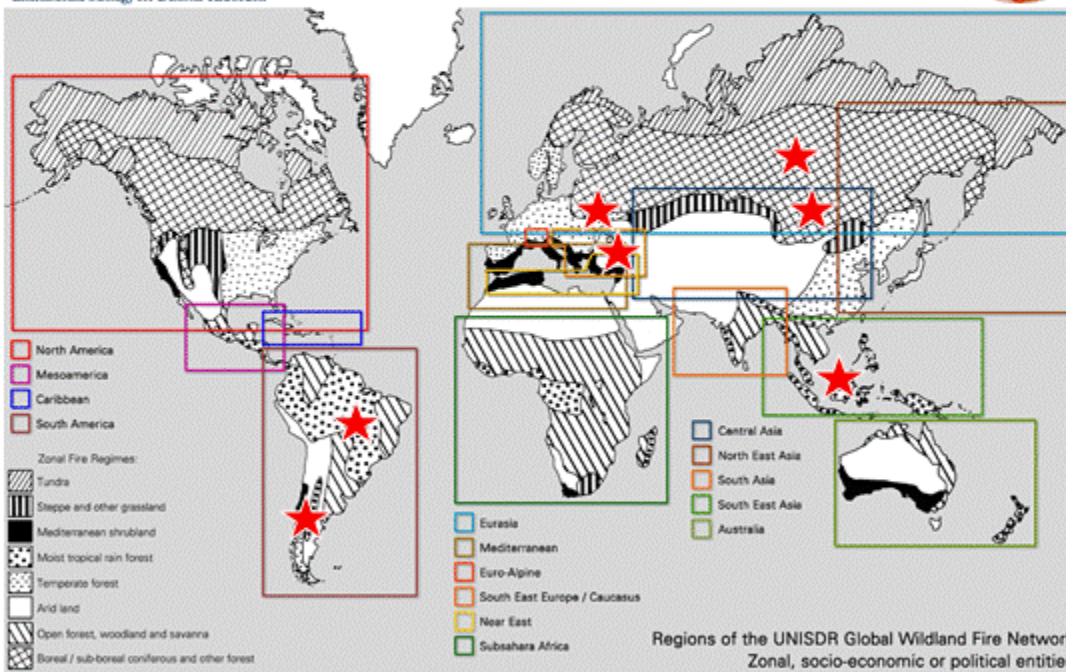 North America
Mesoamerica
Caribbean
South America
Zonal Fire Regimes:
Tundra
Steppe and other grassland
Mediterranean shrubland
Moist tropical rain forest
Temperate forest
Arid land
Open forest, woodland and savanna
Boreal / sub-boreal coniferous and other forest
Eurasia
Mediterranean
Euro-Alpine
South East Europe / Caucasus
Near East
Subsahara Africa
Central Asia
North East Asia
South Asia
South East Asia
Australia
Regions of the UNISDR Global Wildland Fire Networ
Zonal, socio-economic or political entitie